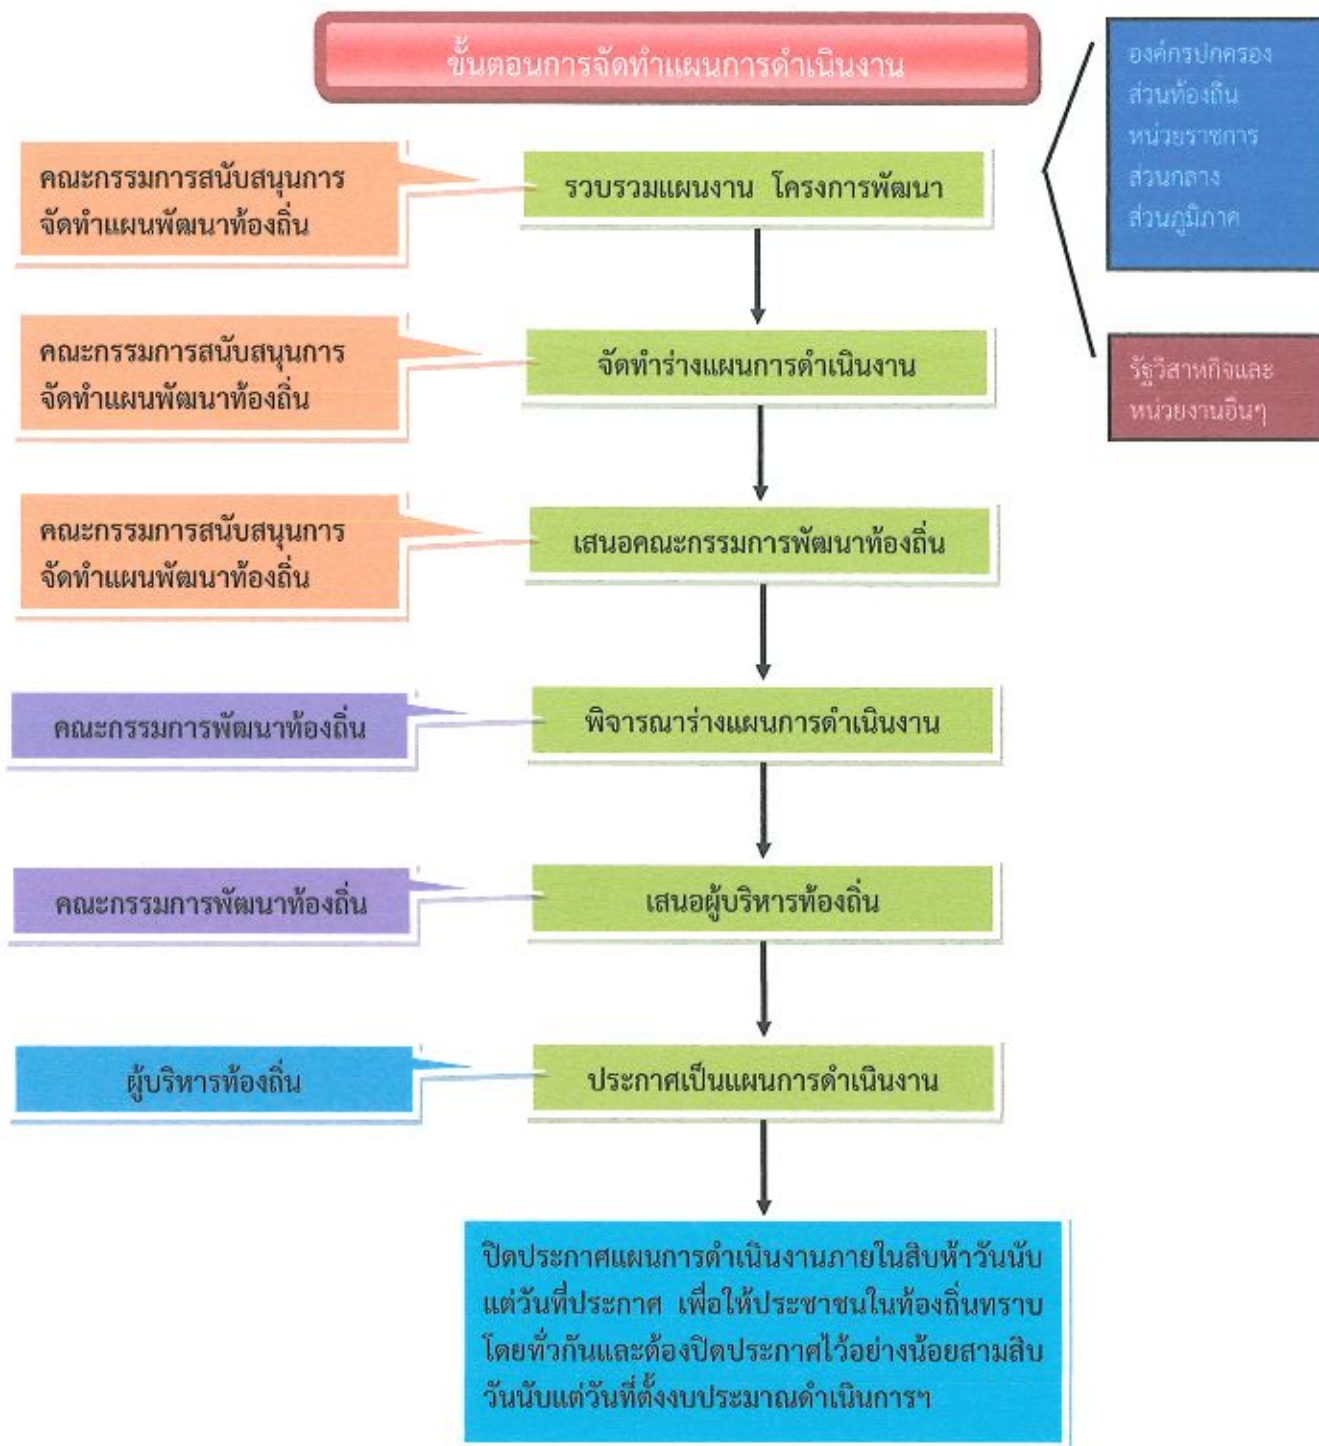 ขั้นตอนการจัดทำแผนการดำเนินงาน
องค์กรปกครอง
ส่วนท้องถิ่น
หน่วยราชการ
ส่วนกลาง
ส่วนภูมิภาค
คณะกรรมการสนับสนุนการ
จัดทำแผนพัฒนาท้องถิ่น
รวบรวมแผนงาน โครงการพัฒนา
รัฐวิสาหกิจและ
หน่วยงานอื่นๆ
คณะกรรมการสนับสนุนการ
จัดทำแผนพัฒนาท้องถิ่น
จัดทำร่างแผนการดำเนินงาน
คณะกรรมการสนับสนุนการ
จัดทำแผนพัฒนาท้องถิ่น
เสนอคณะกรรมการพัฒนาท้องถิ่น
คณะกรรมการพัฒนาท้องถิ่น
พิจารณาร่างแผนการดำเนินงาน
คณะกรรมการพัฒนาท้องถิ่น
เสนอผู้บริหารท้องถิ่น
ผู้บริหารท้องถิ่น
ประกาศเป็นแผนการดำเนินงาน
ปิดประกาศแผนการดำเนินงานภายในสิบห้าวันนับ
แต่วันที่ประกาศ เพื่อให้ประชาชนในท้องถิ่นทราบ
โดยทั่วกันและต้องปิดประกาศไว้อย่างน้อยสามสิบ
วันนับแต่วันที่ตั้งงบประมาณดำเนินการฯ